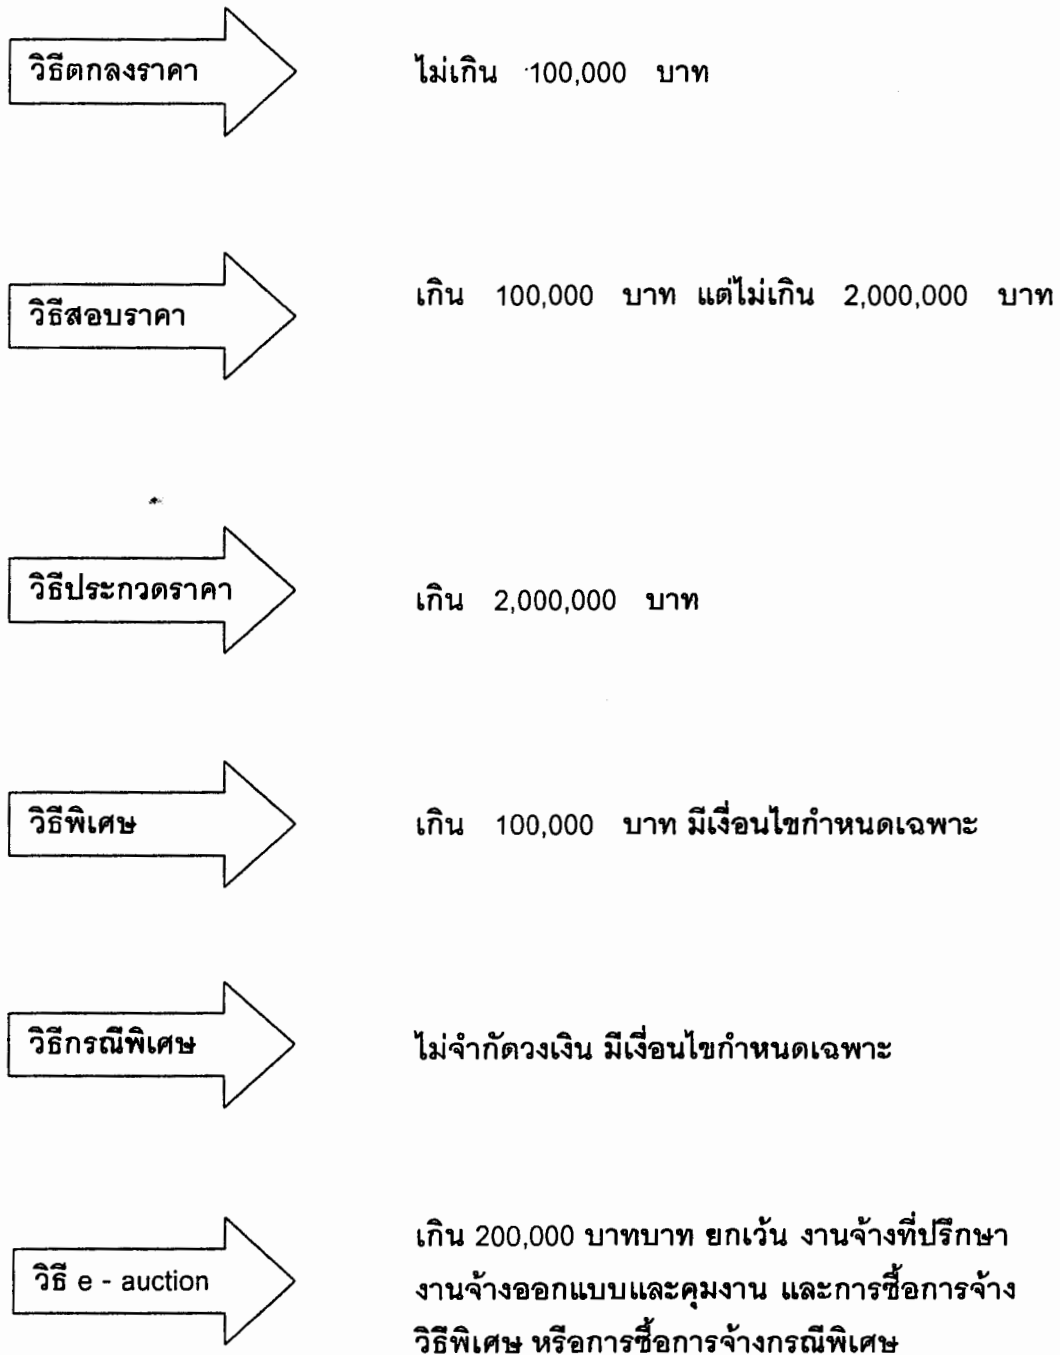 วิธีตกลงราคา ไม่เกิน 100,000 บาท
วิธีสอบราคา เกิน 100,000 บาท แต่ไม่เกิน 2,000,000 บาท
วิธีประกวดราคา เกิน 2,000,000 บาท
วิธีพิเศษ เกิน 100,000 บาท มีเงื่อนไขกำหนดเฉพาะ
วิธีกรณีพิเศษ ไม่จำกัดวงเงิน มีเงื่อนไขกำหนดเฉพาะ
วิธี e - auction เกิน 200,000 บาทบาท ยกเว้น งานจ้างที่ปรึกษา
งานจ้างออกแบบและคุมงาน และการซื้อการจ้าง
วิธีพิเศษ หรือการซื้อการจ้างกรณีพิเศษ